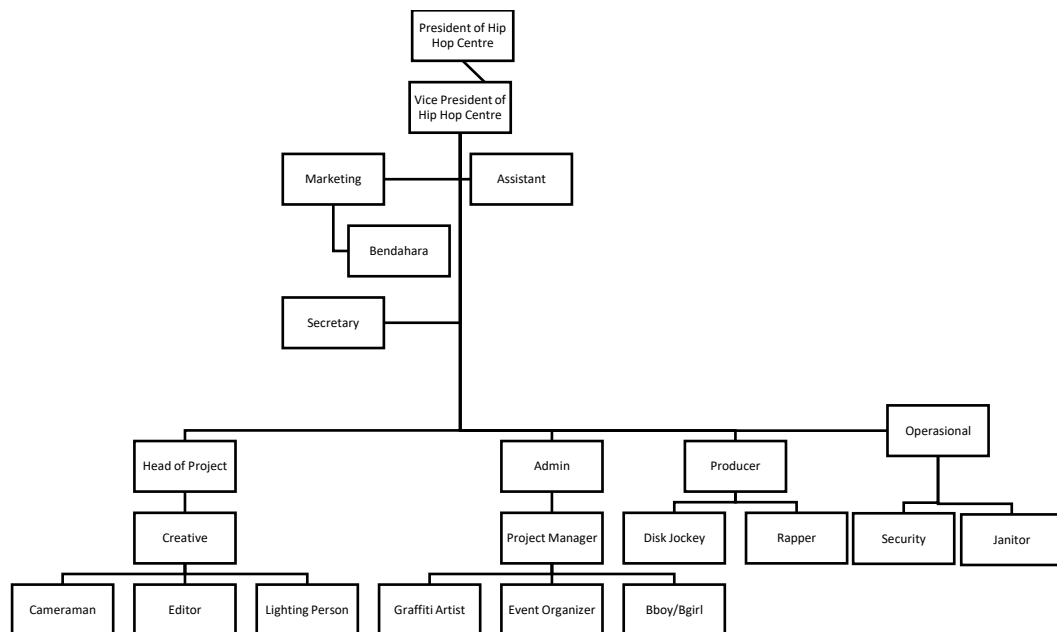 President of Hip
Hop Centre
Vice President of
Hip Hop Centre
Marketing
Assistant
Bendahara
Secretary
Operasional
Head of Project
Admin
Producer
Creative
Project Manager
Disk Jockey
Rapper
Security
Janitor
Cameraman
Editor
Lighting Person
Graffiti Artist
Event Organizer
Bboy/Bgirl